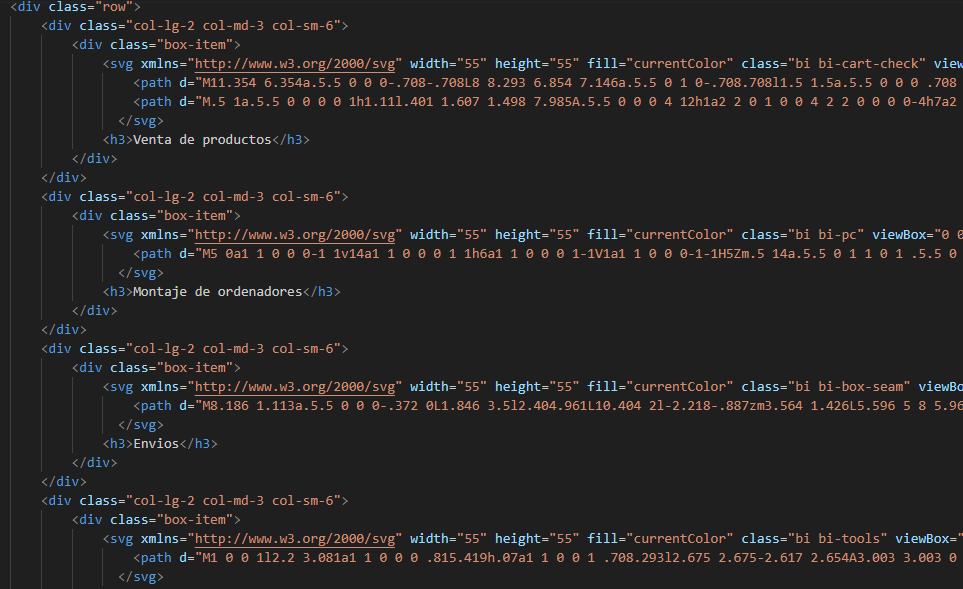 <div class="row">
<div class="col-lg-2 col-md-3 col-sm-6">
<div class="box-item">
<svg xmlns="http://www.w3.org/2000/svg" width="55" height="55" fill="currentColor" class="bi bi-cart-check" view
<path d="M11.354 6.354a.5.5 0 0 0-.708-.708L8 8.293 6.854 7.146a.5.5 0 1 0-.708.708l1.5 1.5a.5.5 0 0 0 .708
<path d="M.5 1a.5.5 0 0 0 0 1h1.11l.401 1.607 1.498 7.985A.5.5 0 0 0 4 12h1a2 2 0 1 0 0 4 2 2 0 0 0 0-4h7a2
</svg>
<h3>Venta de productos</h3>
</div>
</div>
<div class="col-lg-2 col-md-3 col-sm-6">
<div class="box-item">
<svg xmlns="http://www.w3.org/2000/svg" width="55" height="55" fill="currentColor" class="bi bi-pc" viewBox="0 0
<path d="M5 0a1 1 0 0 0-1 1v14a1 1 0 0 0 1 1h6a1 1 0 0 0 1-1V1a1 1 0 0 0-1-1H5Zm.5 14a.5.5 0 1 1 0 1 .5.5 0
</svg>
<h3>Montaje de ordenadores</h3>
</div>
</div>
<div class="col-lg-2 col-md-3 col-sm-6">
<div class="box-item">
<svg xmlns="http://www.w3.org/2000/svg" width="55" height="55" fill="currentColor" class="bi bi-box-seam" viewBo
<path d="M8.186 1.113a.5.5 0 0 0-.372 0L1.846 3.5l2.404.961L10.404 2l-2.218-.887zm3.564 1.426L5.596 5 8 5.96
</svg>
<h3>Envios</h3>
</div>
</div>
<div class="col-lg-2 col-md-3 col-sm-6">
<div class="box-item">
<svg xmlns="http://www.w3.org/2000/svg" width="55" height="55" fill="currentColor" class="bi bi-tools" viewBox="
<path d="M1 0 0 1l2.2 3.081a1 1 0 0 0 .815.419h.07a1 1 0 0 1 .708.293l2.675 2.675-2.617 2.654A3.003 3.003 0
</svg>